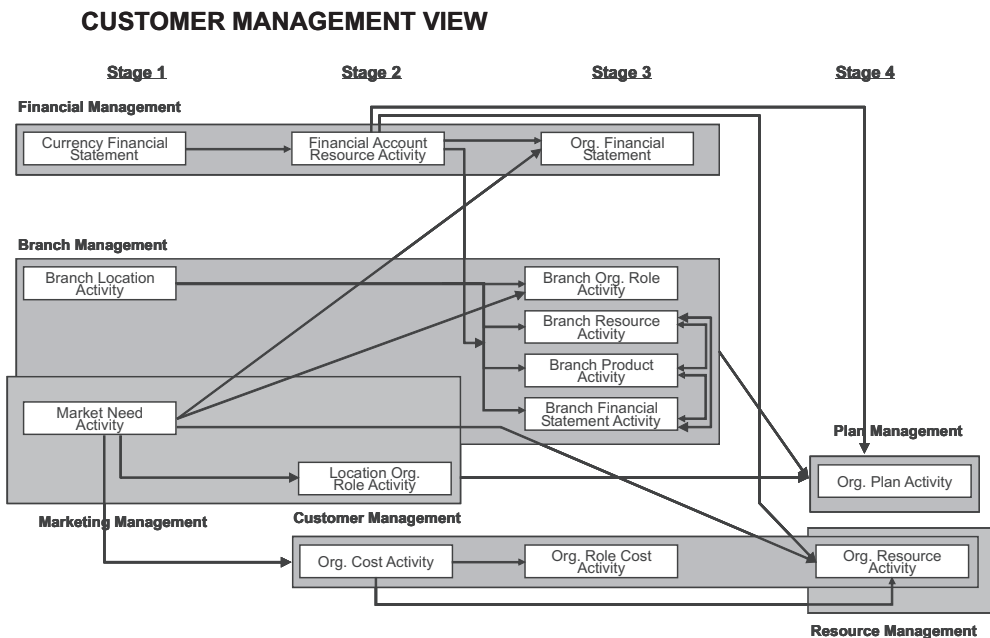 CUSTOMER MANAGEMENT VIEW
Stage 1
Stage 2
Stage 3
Stage 4
Financial Management
Currency Financial
Statement
Financial Account
Resource Activity
Org. Financial
Statement
Branch Management
Branch Location
Activity
Branch Org. Role
Activity
Branch Resource
Activity
Branch Product
Activity
Branch Financial
Statement Activity
Market Need
Activity
Plan Management
Location Org.
Role Activity
Org. Plan Activity
Marketing Management
Customer Management
Org. Cost Activity
Org. Role Cost
Activity
Org. Resource
Activity
Resource Management